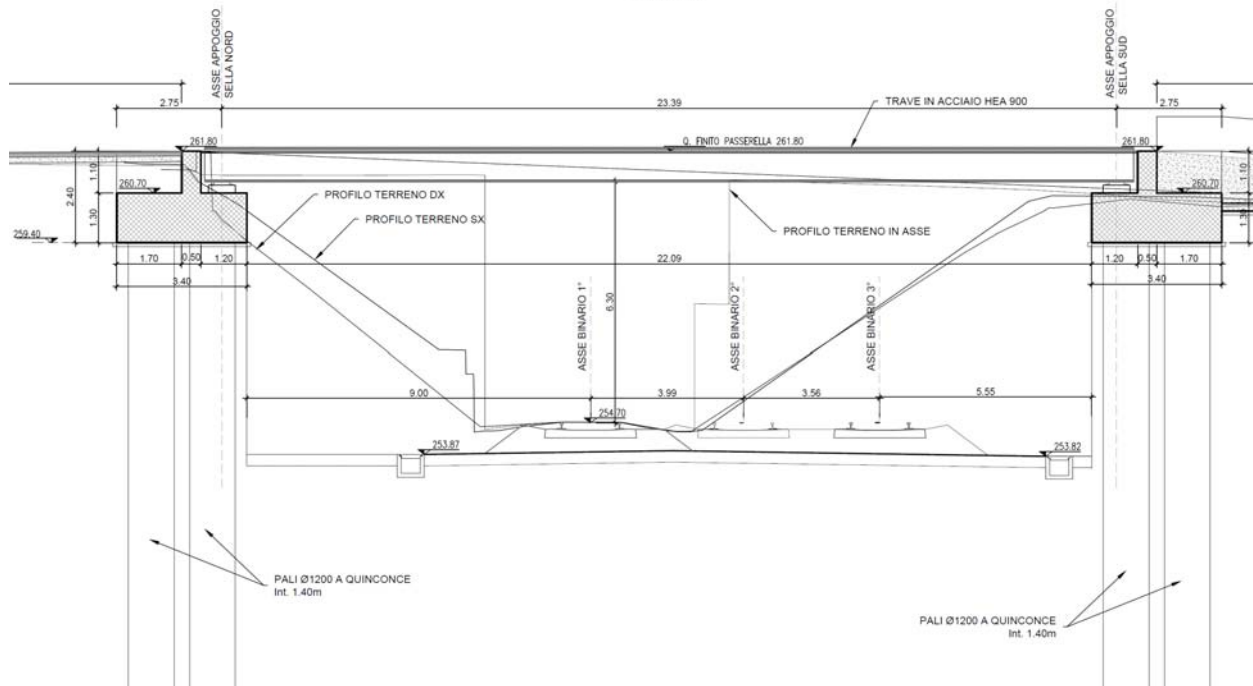 ASSE APPOGGIO
SELLA NORD
ASSE APPOGGIO
SELLA SUD
2.75
23.39
TRAVE IN ACCIAIO HEA 900
2.75
261.80
Q. FINITO PASSERELLA 261.80
261.80
2.40
1.10
1.30
260.70
PROFILO TERRENO DX
PROFILO TERRENO SX
PROFILO TERRENO IN ASSE
260.70
1.10
1.30
259.40
1.70
0.50
1.20
22.09
1.20
0.50
1.70
3.40
3.40
6.30
ASSE BINARIO 1°
ASSE BINARIO 2°
ASSE BINARIO 3°
9.00
3.99
3.56
5.55
254.70
253.87
253.82
PALI Ø1200 A QUINCONCE
Int. 1.40m
PALI Ø1200 A QUINCONCE
Int. 1.40m